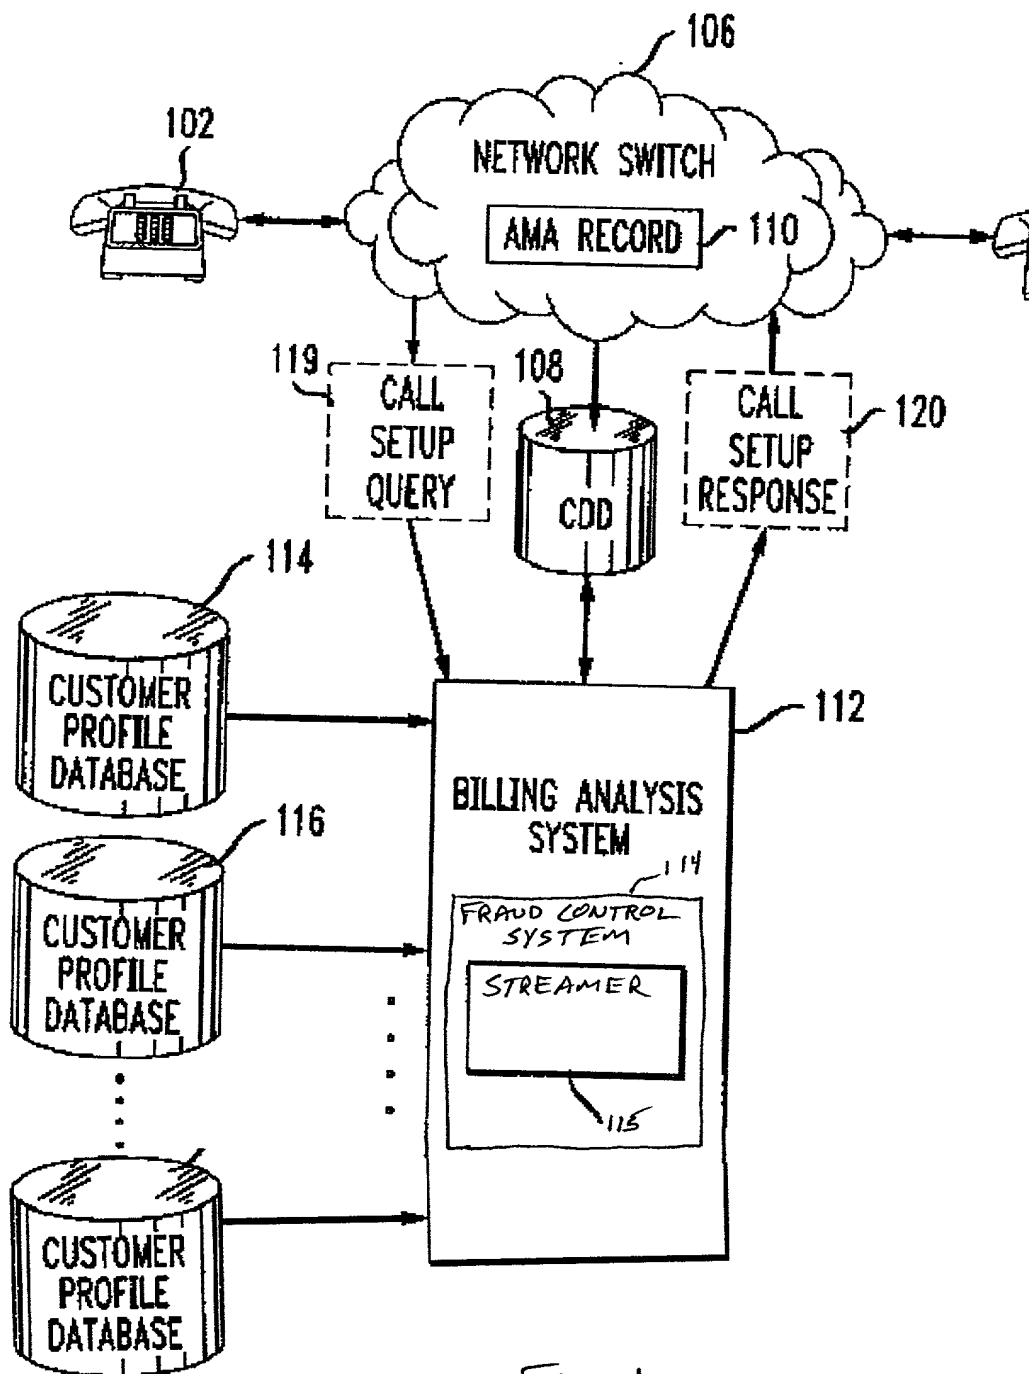 106
102
NETWORK SWITCH
AMA RECORD
110
119
CALL
SETUP
QUERY
108
CDD
CALL
SETUP
RESPONSE
120
114
CUSTOMER
PROFILE
DATABASE
112
BILLING ANALYSIS
SYSTEM
116
CUSTOMER
PROFILE
DATABASE
114
FRAUD CONTROL
SYSTEM
STREAMER
115
CUSTOMER
PROFILE
DATABASE